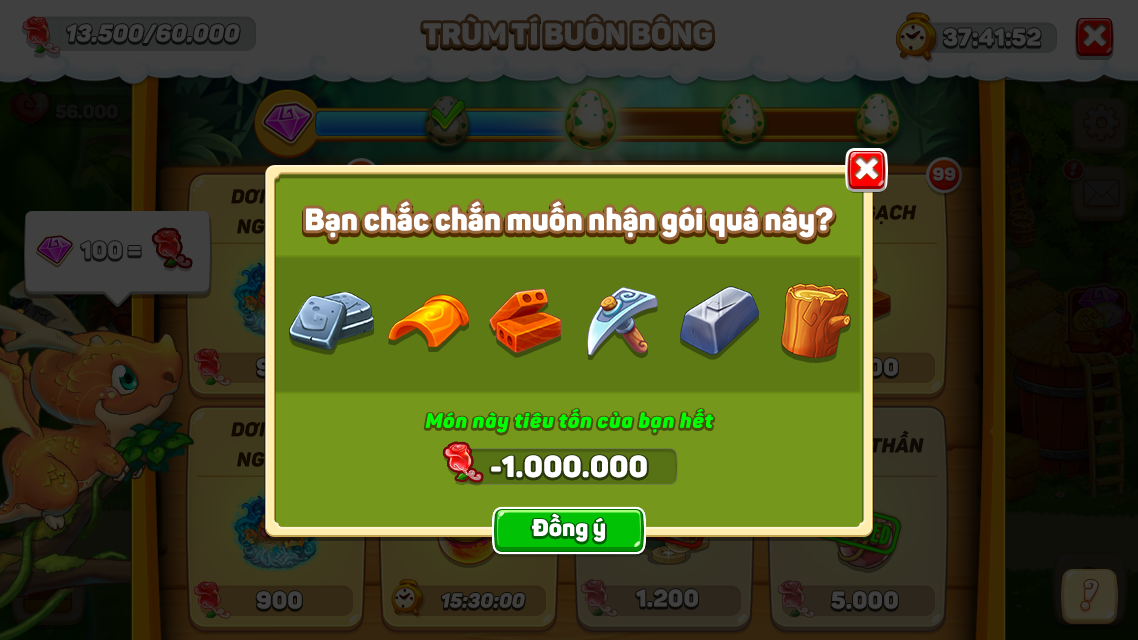 13.500/60.000
TRÙM TÍ BUÔN BÔNG
37:41:52
56.000
99
Bạn chắc chắn muốn nhận gói quà này?
100 =
Món này tiêu tốn của bạn hết
-1.000.000
Đồng ý
THẦN
900
15:30:00
1.200
5.000